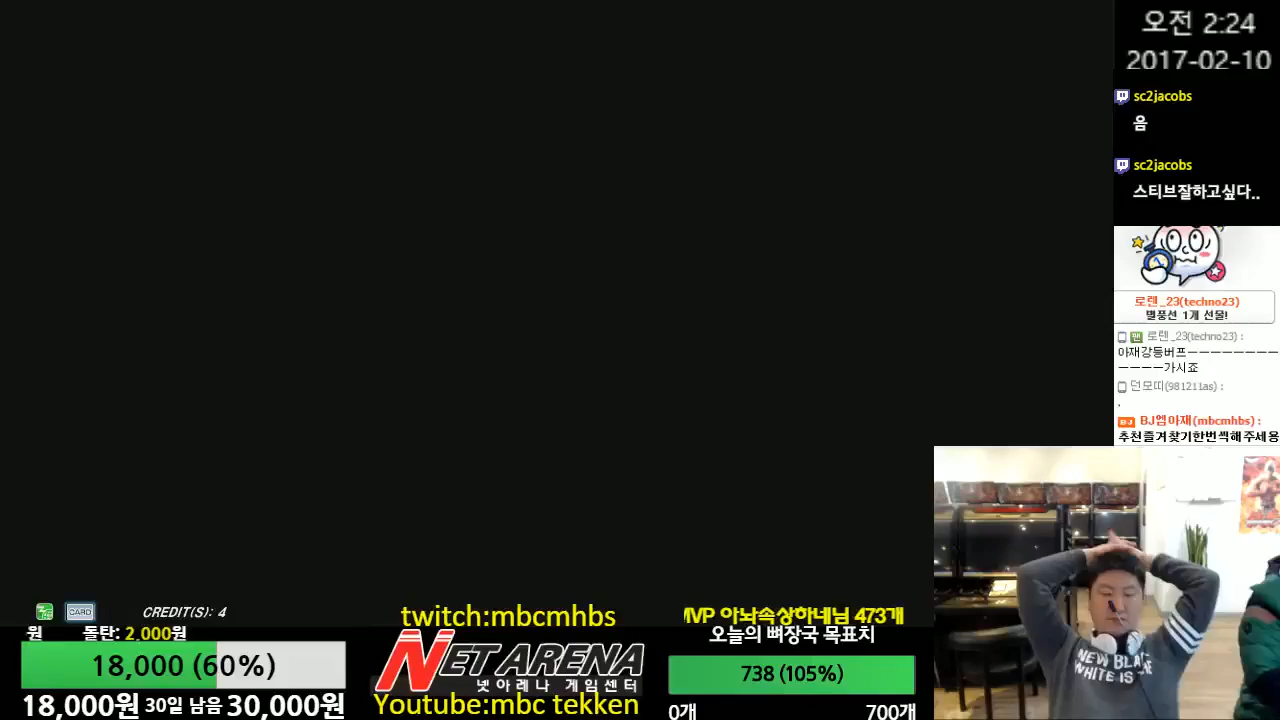 오전 2:24
2017-02-10
sc2jacobs
음
sc2jacobs
스티브잘하고싶다..
로렌_23(techno23)
별풍선 1개 선물!
로렌_23(techno23) :
아재강등버프ㅡㅡㅡㅡㅡㅡㅡㅡㅡ
ㅡㅡㅡㅡ가시죠
던모띠(981211as) :
.
BJ엠아재(mbcmhbs) :
추천즐겨찾기한번씩해주세용
CARD
CREDIT(S): 4
원 돌탄: 2,000원
18,000 (60%)
18,000원 30일 남음 30,000원
twitch:mbcmhbs
NET ARENA
넷아레나 게임센터
Youtube:mbc tekken
MVP 아뇌속상하네님 473개
오늘의 뼈장국 목표치
738 (105%)
0개 700개
NEW BLA
WHITE IS